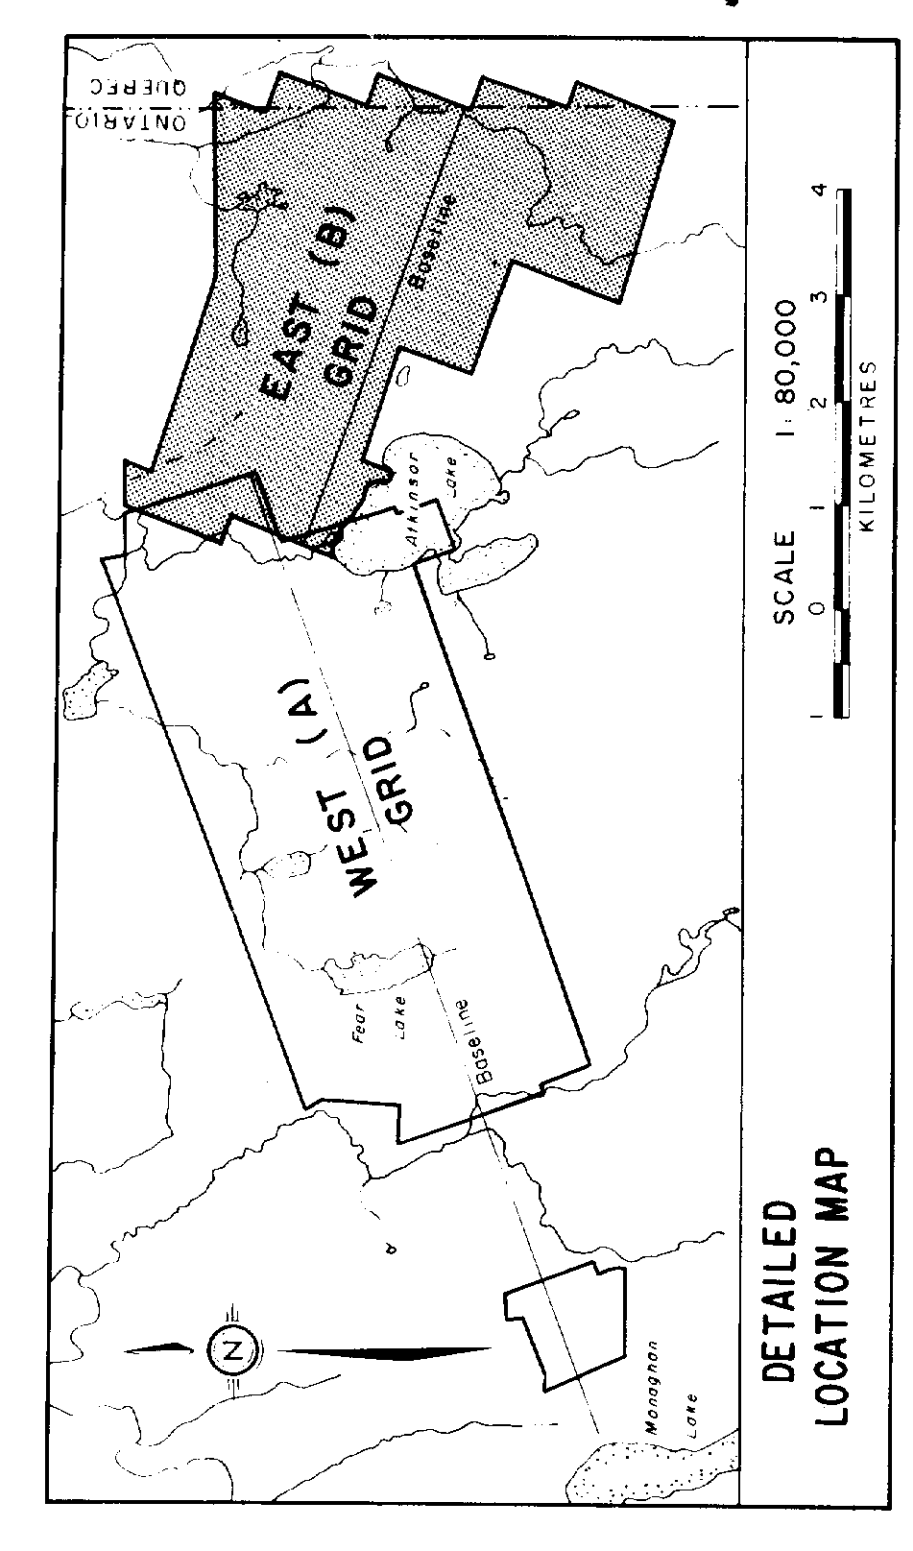 QUEBEC
ONTARIO
EAST (B)
GRID
Baseline
Atkinson
Lake
WEST (A)
GRID
Fear
Lake
Baseline
N
Monaghan
Lake
DETAILED
LOCATION MAP
SCALE 1:80,000
1 0 1 2 3 4
KILOMETRES